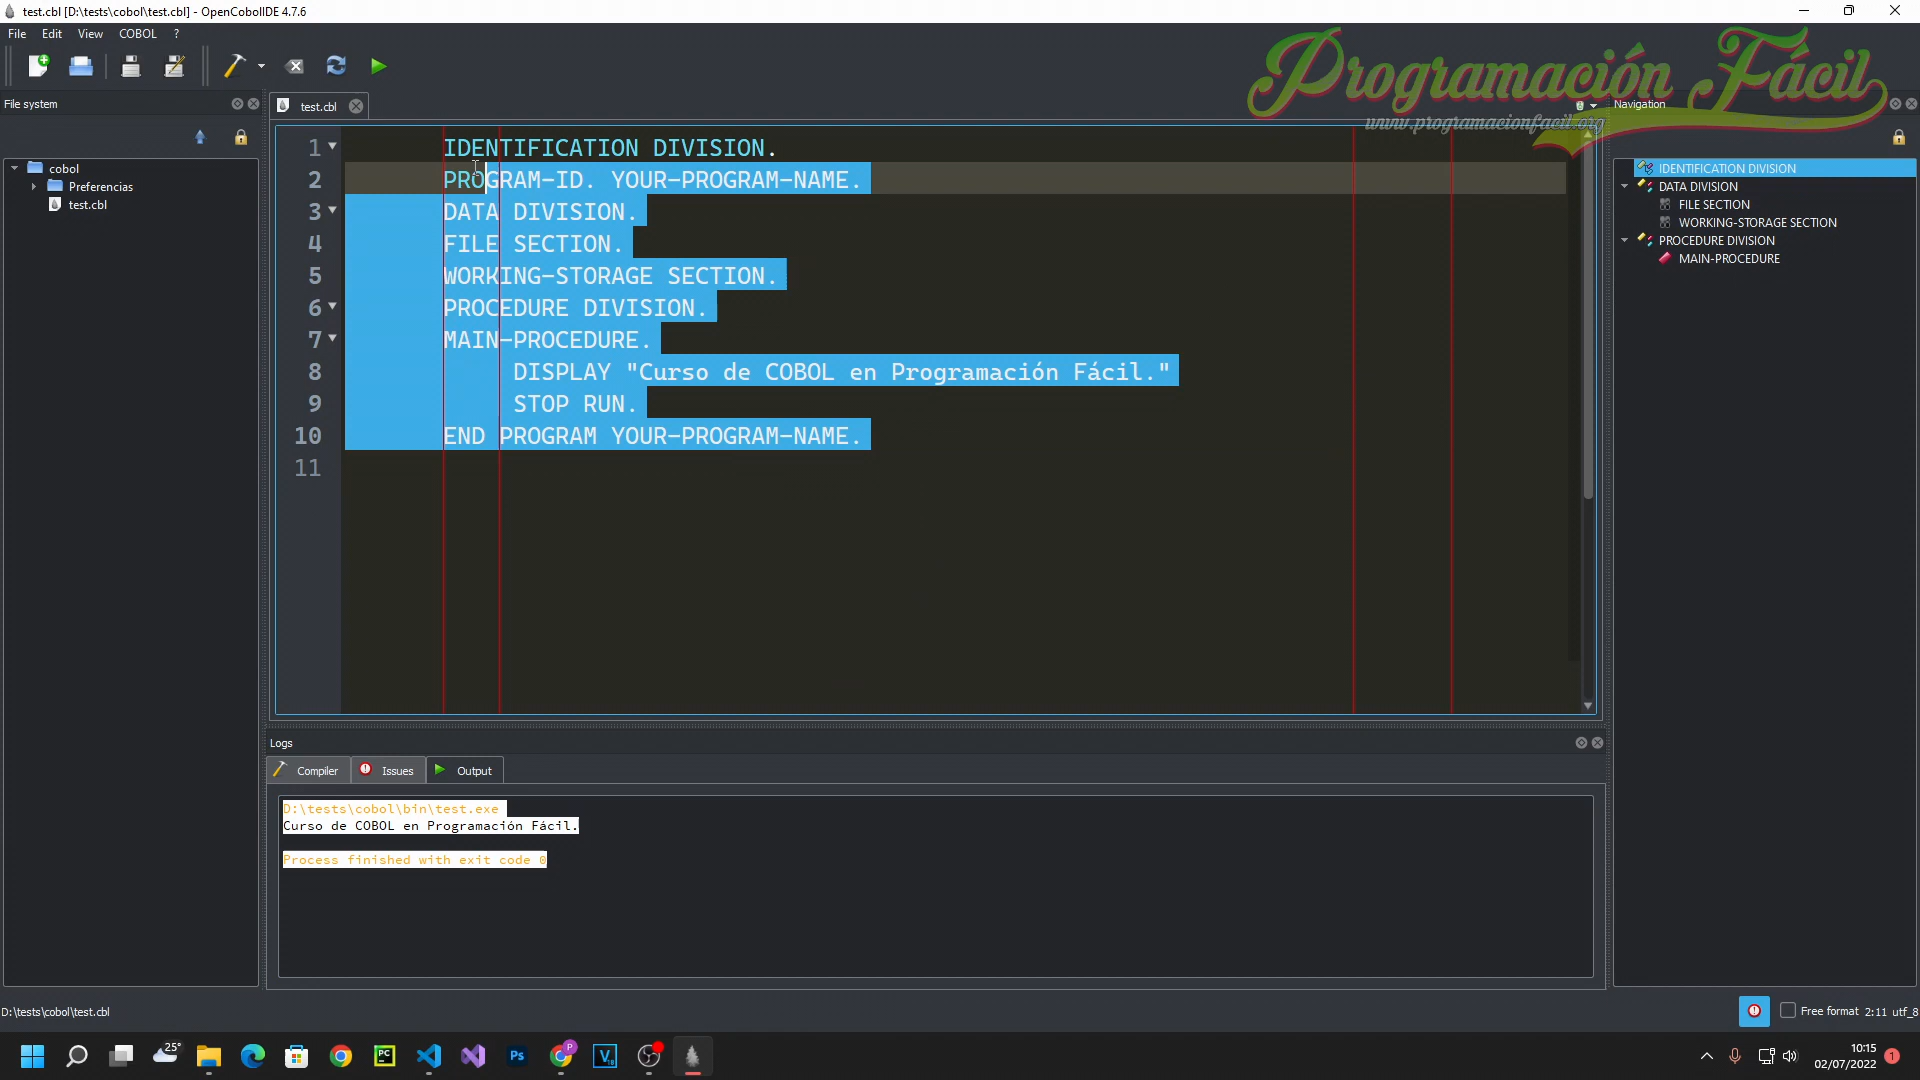 test.cbl [D:\tests\cobol\test.cbl] - OpenCobolIDE 4.7.6
File Edit View COBOL ?
Programación Fácil
www.programacionfacil.org
File system
test.cbl
Navigation
cobol
Preferencias
test.cbl
1 IDENTIFICATION DIVISION.
2 PROGRAM-ID. YOUR-PROGRAM-NAME.
3 DATA DIVISION.
4 FILE SECTION.
5 WORKING-STORAGE SECTION.
6 PROCEDURE DIVISION.
7 MAIN-PROCEDURE.
8 DISPLAY "Curso de COBOL en Programación Fácil."
9 STOP RUN.
10 END PROGRAM YOUR-PROGRAM-NAME.
11
IDENTIFICATION DIVISION
DATA DIVISION
FILE SECTION
WORKING-STORAGE SECTION
PROCEDURE DIVISION
MAIN-PROCEDURE
Logs
Compiler Issues Output
D:\tests\cobol\bin\test.exe
Curso de COBOL en Programación Fácil.
Process finished with exit code 0
D:\tests\cobol\test.cbl
Free format 2:11 utf_8
25°
PC
Ps
P
V
10:15
02/07/2022
1